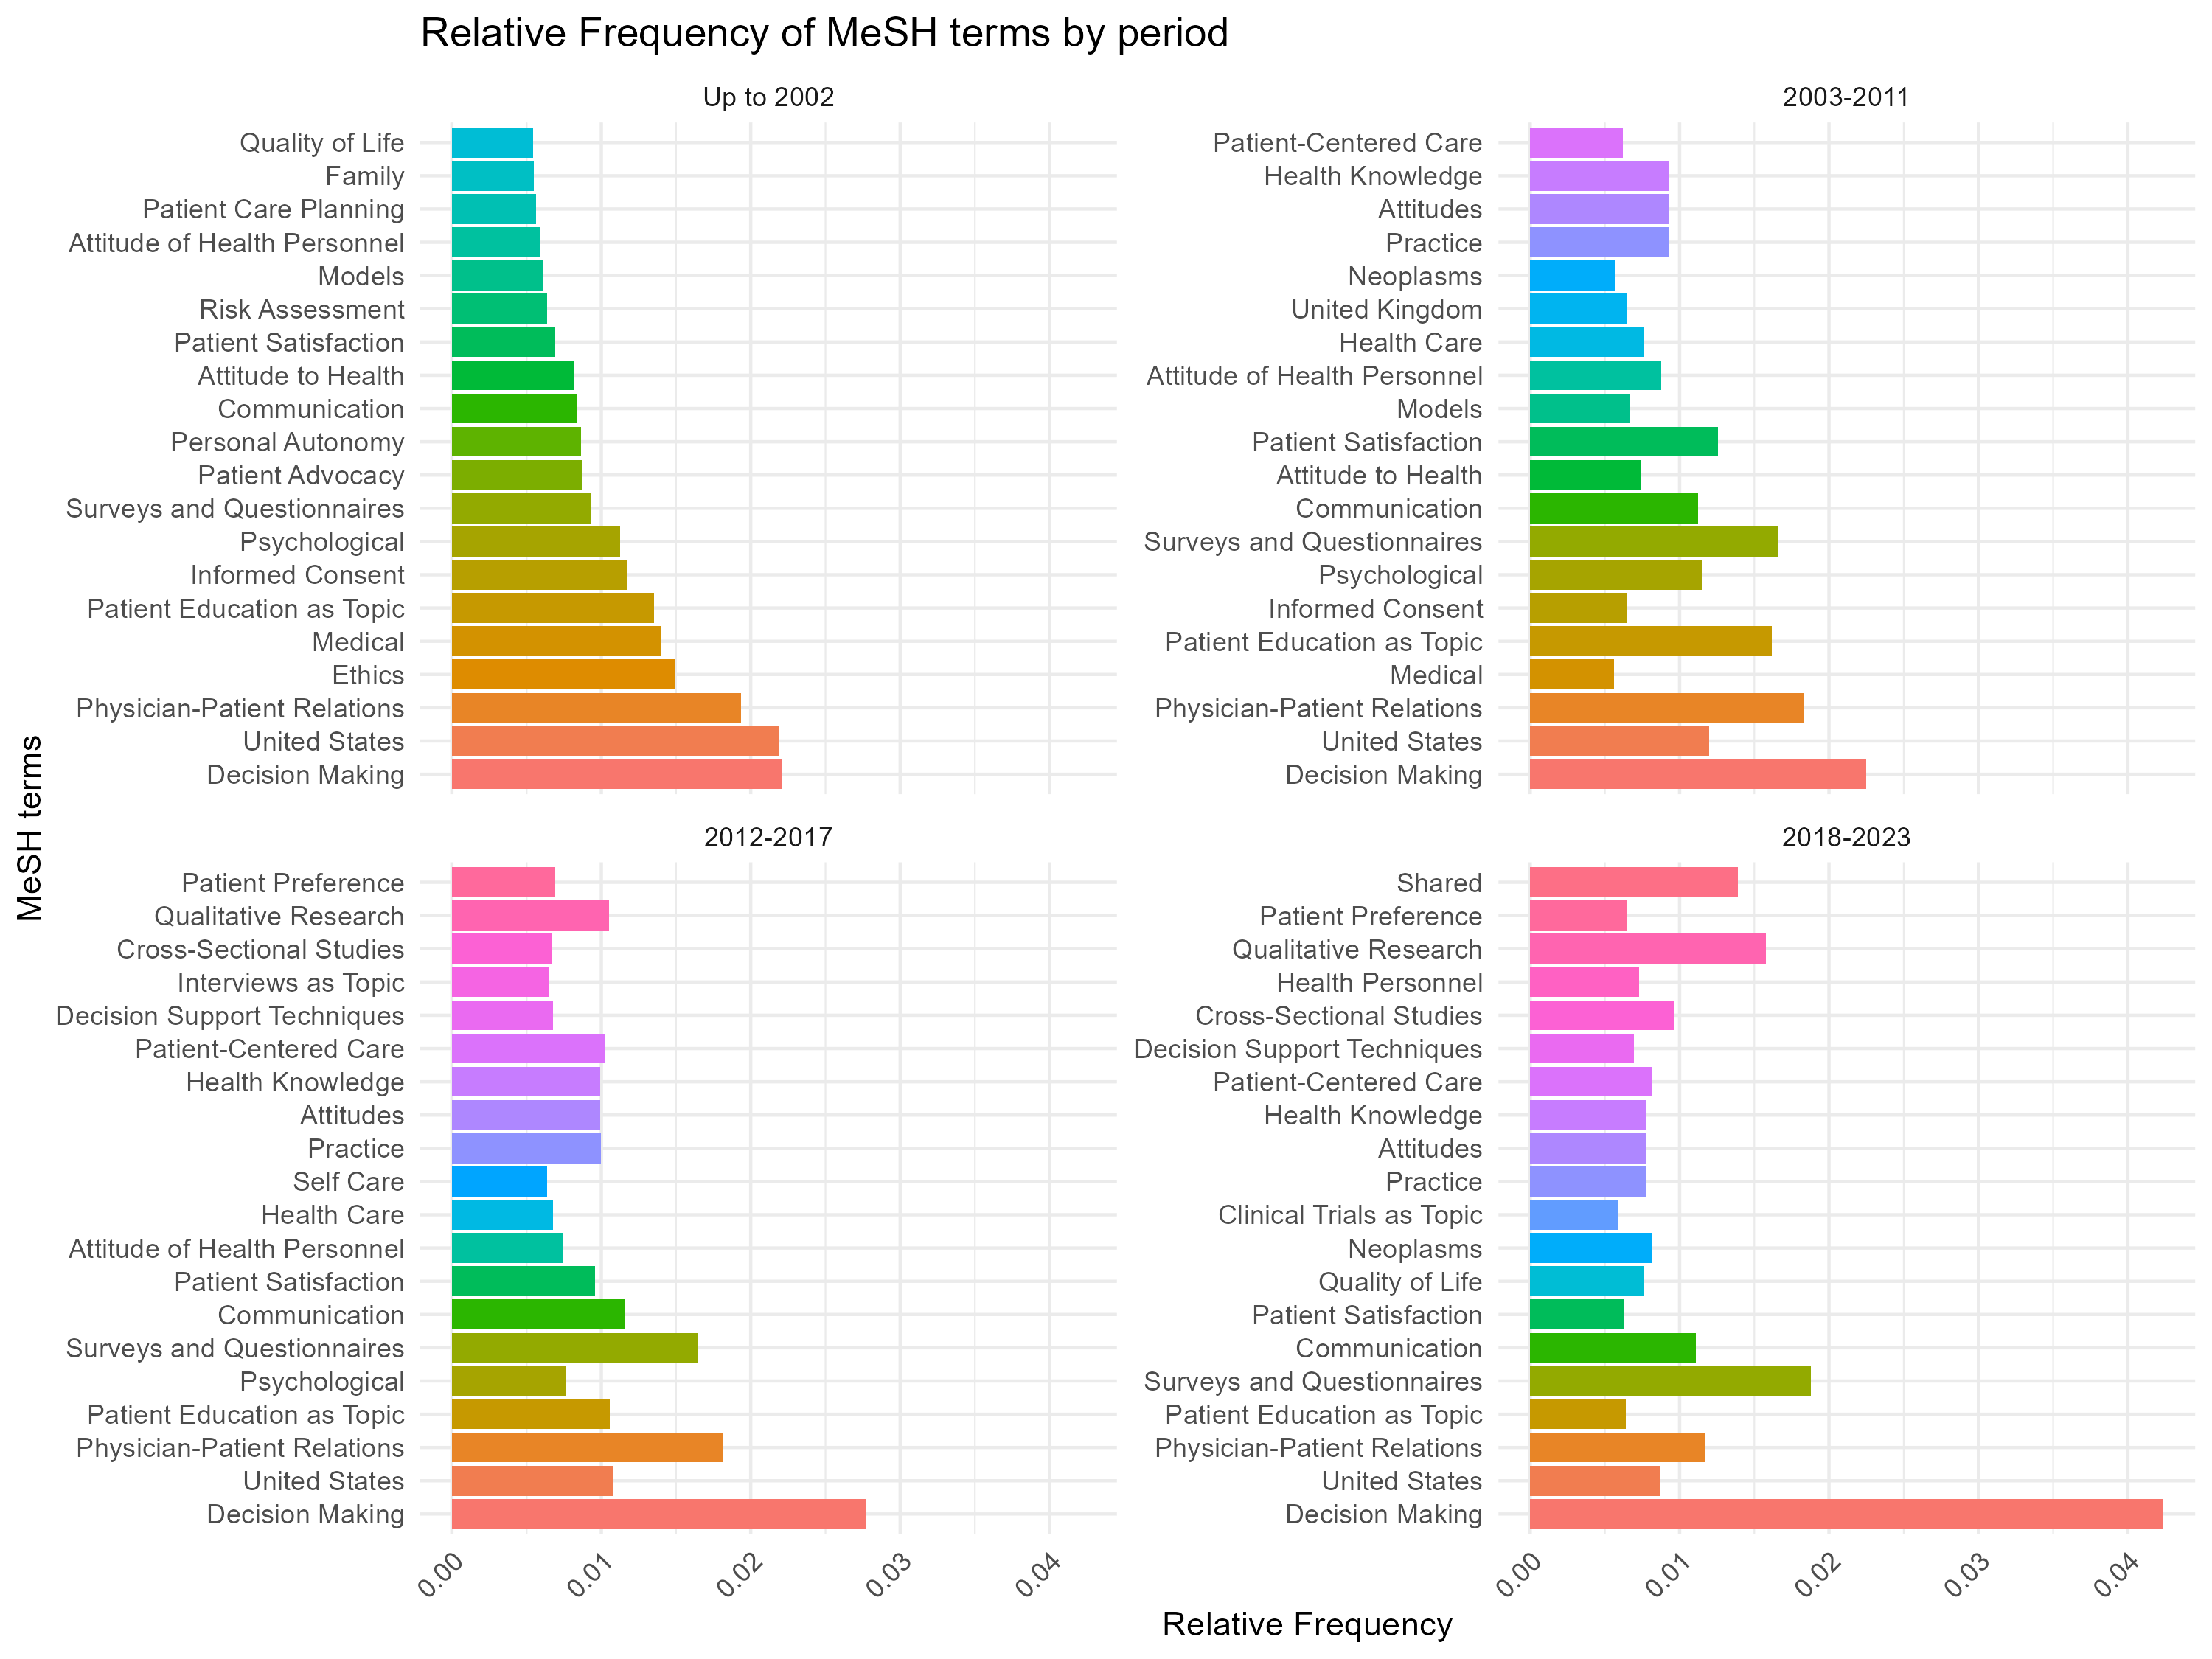 Relative Frequency of MeSH terms by period
MeSH terms
Up to 2002
Quality of Life
Family
Patient Care Planning
Attitude of Health Personnel
Models
Risk Assessment
Patient Satisfaction
Attitude to Health
Communication
Personal Autonomy
Patient Advocacy
Surveys and Questionnaires
Psychological
Informed Consent
Patient Education as Topic
Medical
Ethics
Physician-Patient Relations
United States
Decision Making
2003-2011
Patient-Centered Care
Health Knowledge
Attitudes
Practice
Neoplasms
United Kingdom
Health Care
Attitude of Health Personnel
Models
Patient Satisfaction
Attitude to Health
Communication
Surveys and Questionnaires
Psychological
Informed Consent
Patient Education as Topic
Medical
Physician-Patient Relations
United States
Decision Making
2012-2017
Patient Preference
Qualitative Research
Cross-Sectional Studies
Interviews as Topic
Decision Support Techniques
Patient-Centered Care
Health Knowledge
Attitudes
Practice
Self Care
Health Care
Attitude of Health Personnel
Patient Satisfaction
Communication
Surveys and Questionnaires
Psychological
Patient Education as Topic
Physician-Patient Relations
United States
Decision Making
0.00 0.01 0.02 0.03 0.04
2018-2023
Shared
Patient Preference
Qualitative Research
Health Personnel
Cross-Sectional Studies
Decision Support Techniques
Patient-Centered Care
Health Knowledge
Attitudes
Practice
Clinical Trials as Topic
Neoplasms
Quality of Life
Patient Satisfaction
Communication
Surveys and Questionnaires
Patient Education as Topic
Physician-Patient Relations
United States
Decision Making
0.00 0.01 0.02 0.03 0.04
Relative Frequency